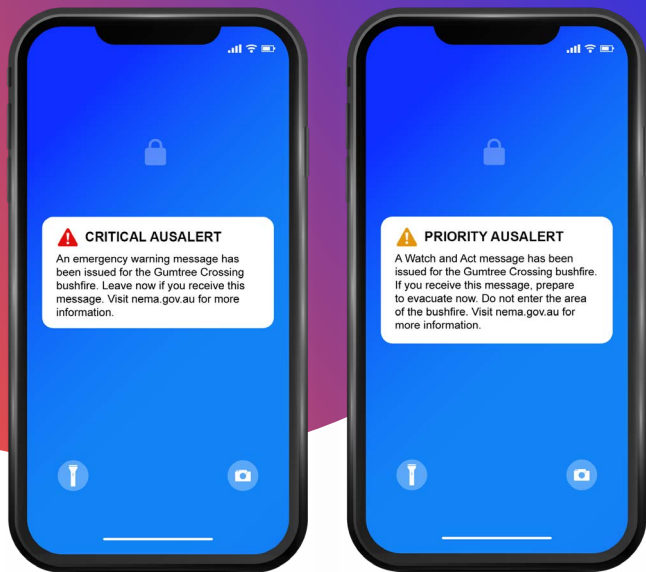 CRITICAL AUSALERT
An emergency warning message has
been issued for the Gumtree Crossing
bushfire. Leave now if you receive this
message. Visit nema.gov.au for more
information.
PRIORITY AUSALERT
A Watch and Act message has been
issued for the Gumtree Crossing bushfire.
If you receive this message, prepare
to evacuate now. Do not enter the area
of the bushfire. Visit nema.gov.au for
more information.